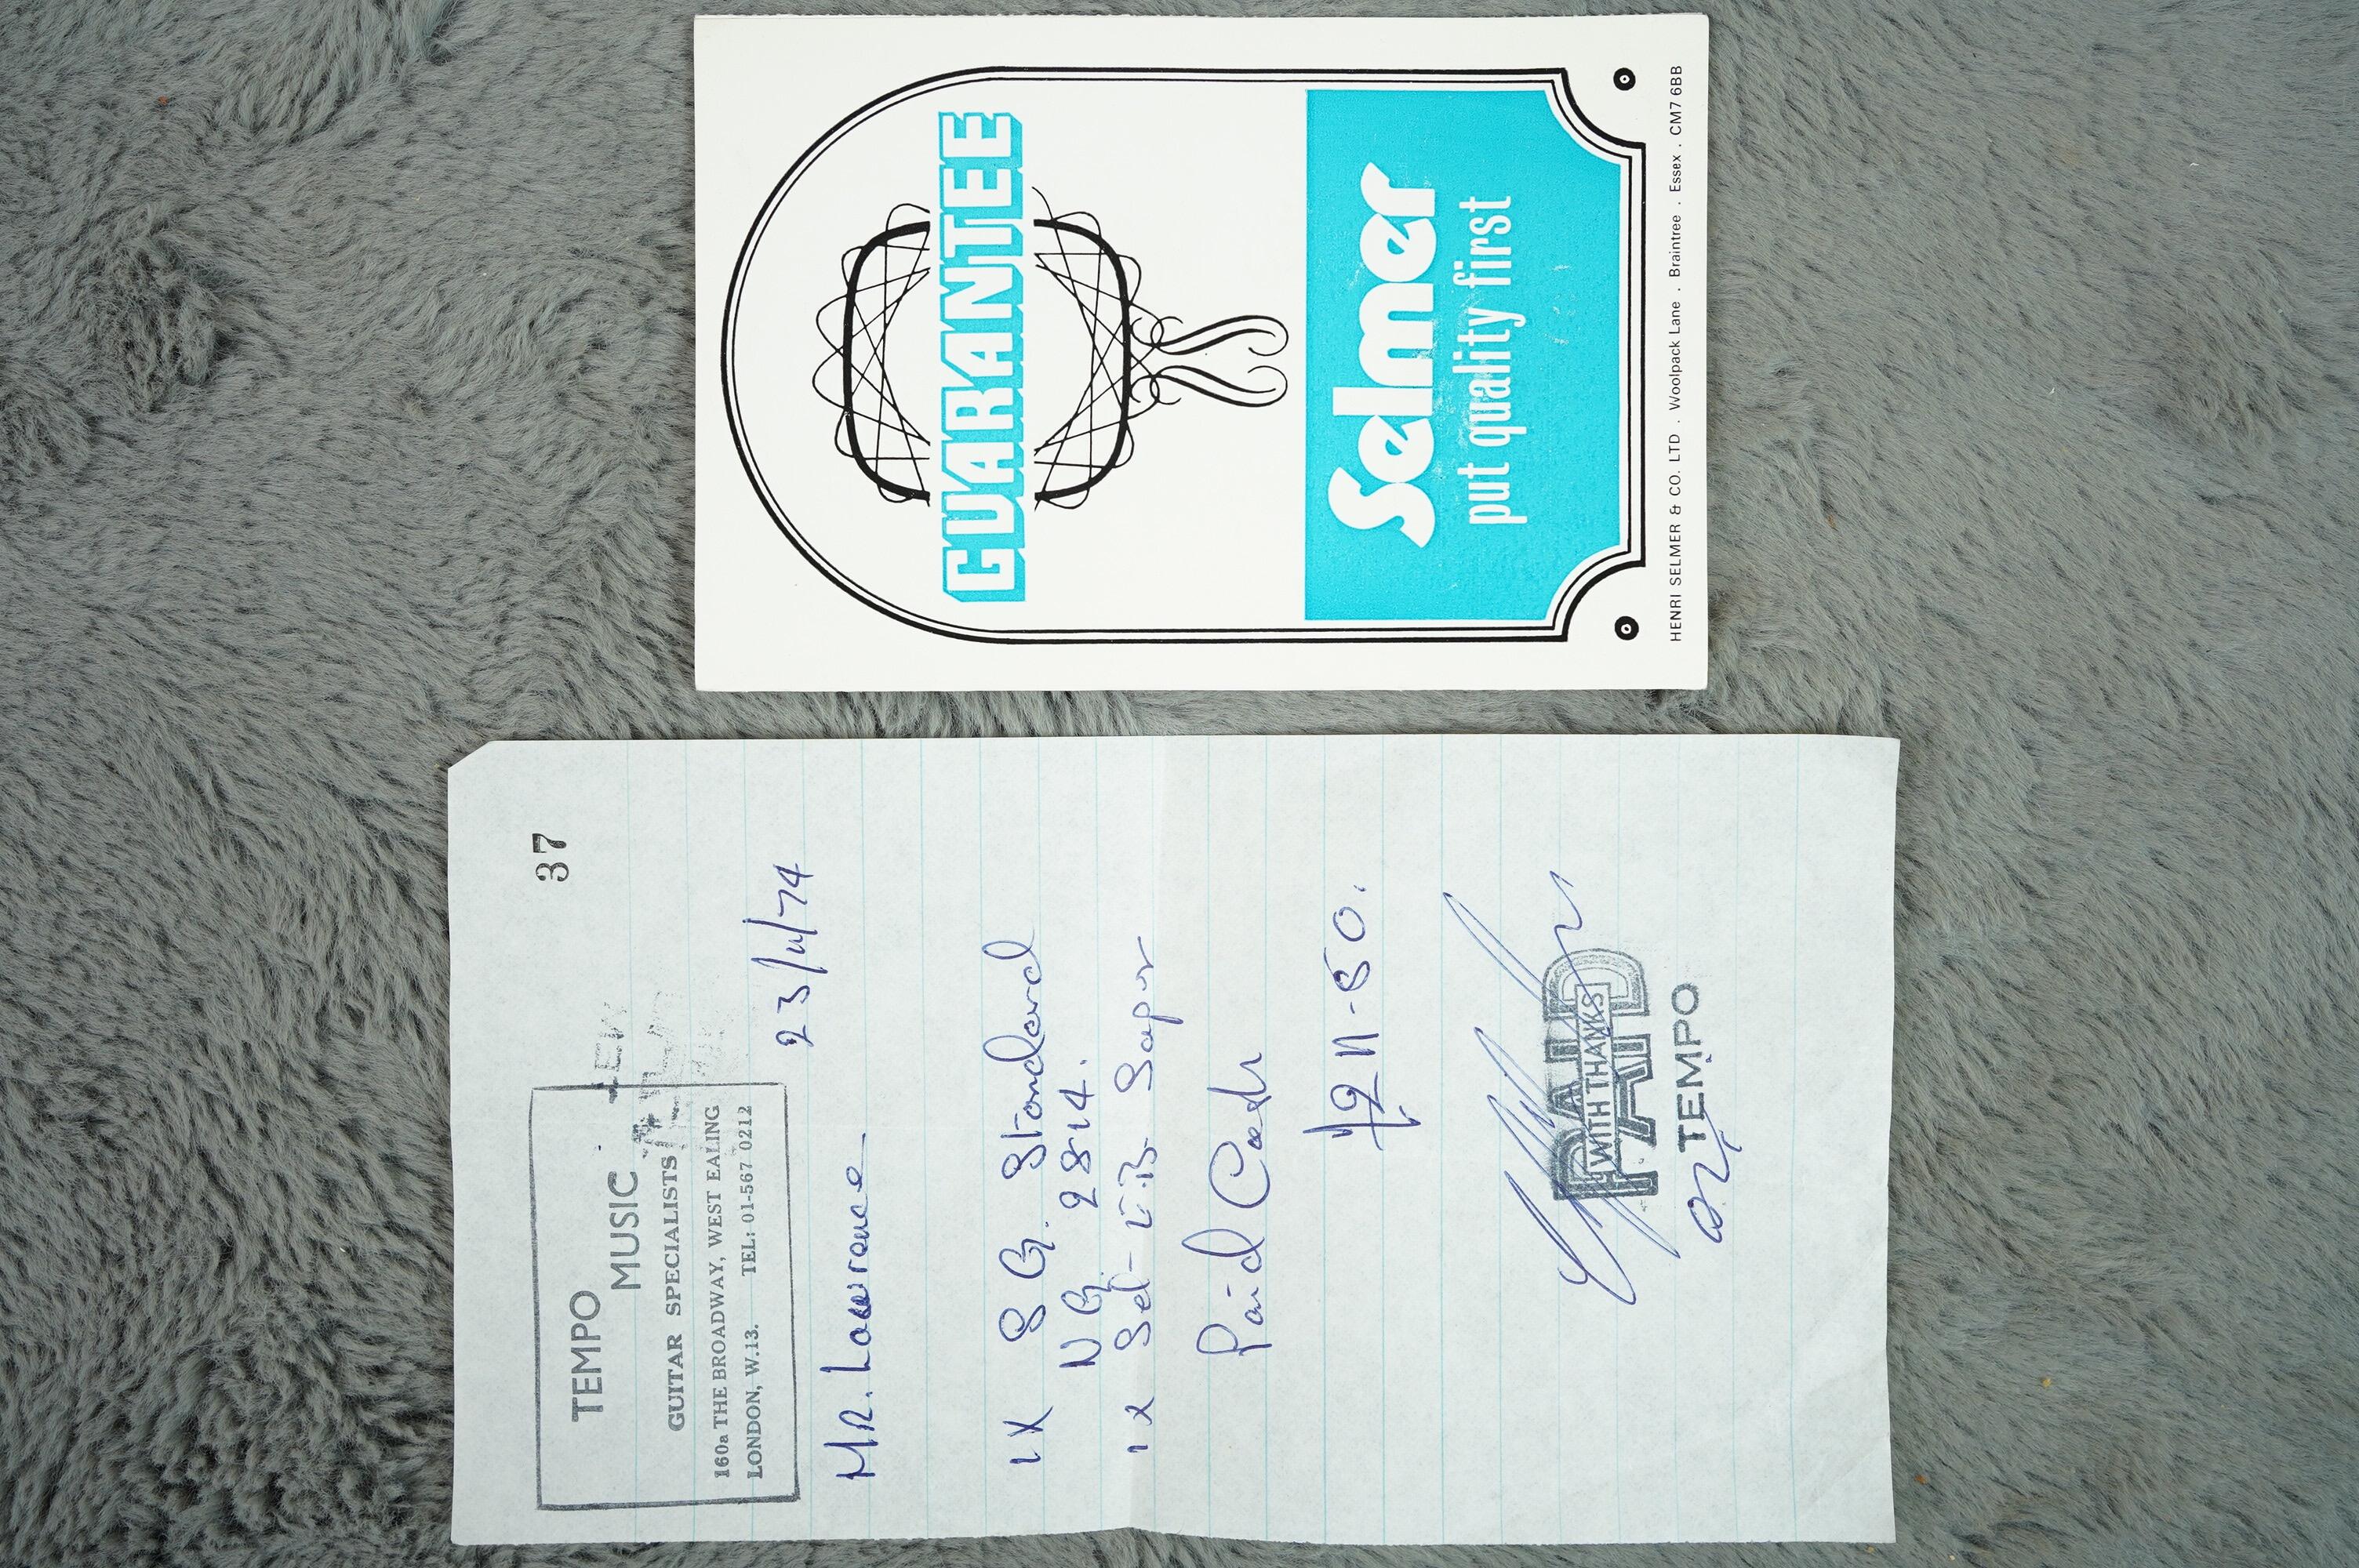 GUARANTEE
Selmer
put quality first
HENRI SELMER & CO. LTD . Woolpack Lane . Braintree . Essex . CM7 6BB
37
TEMPO
MUSIC
GUITAR SPECIALISTS
160a THE BROADWAY, WEST EALING
LONDON, W.13. TEL: 01-567 0212
23/11/74
MR. Lawrence
1X S G. Standard
N G. 2814.
1X Set - E.B. Super
Paid Cash
211-50.
PAID
WITH THANKS
TEMPO